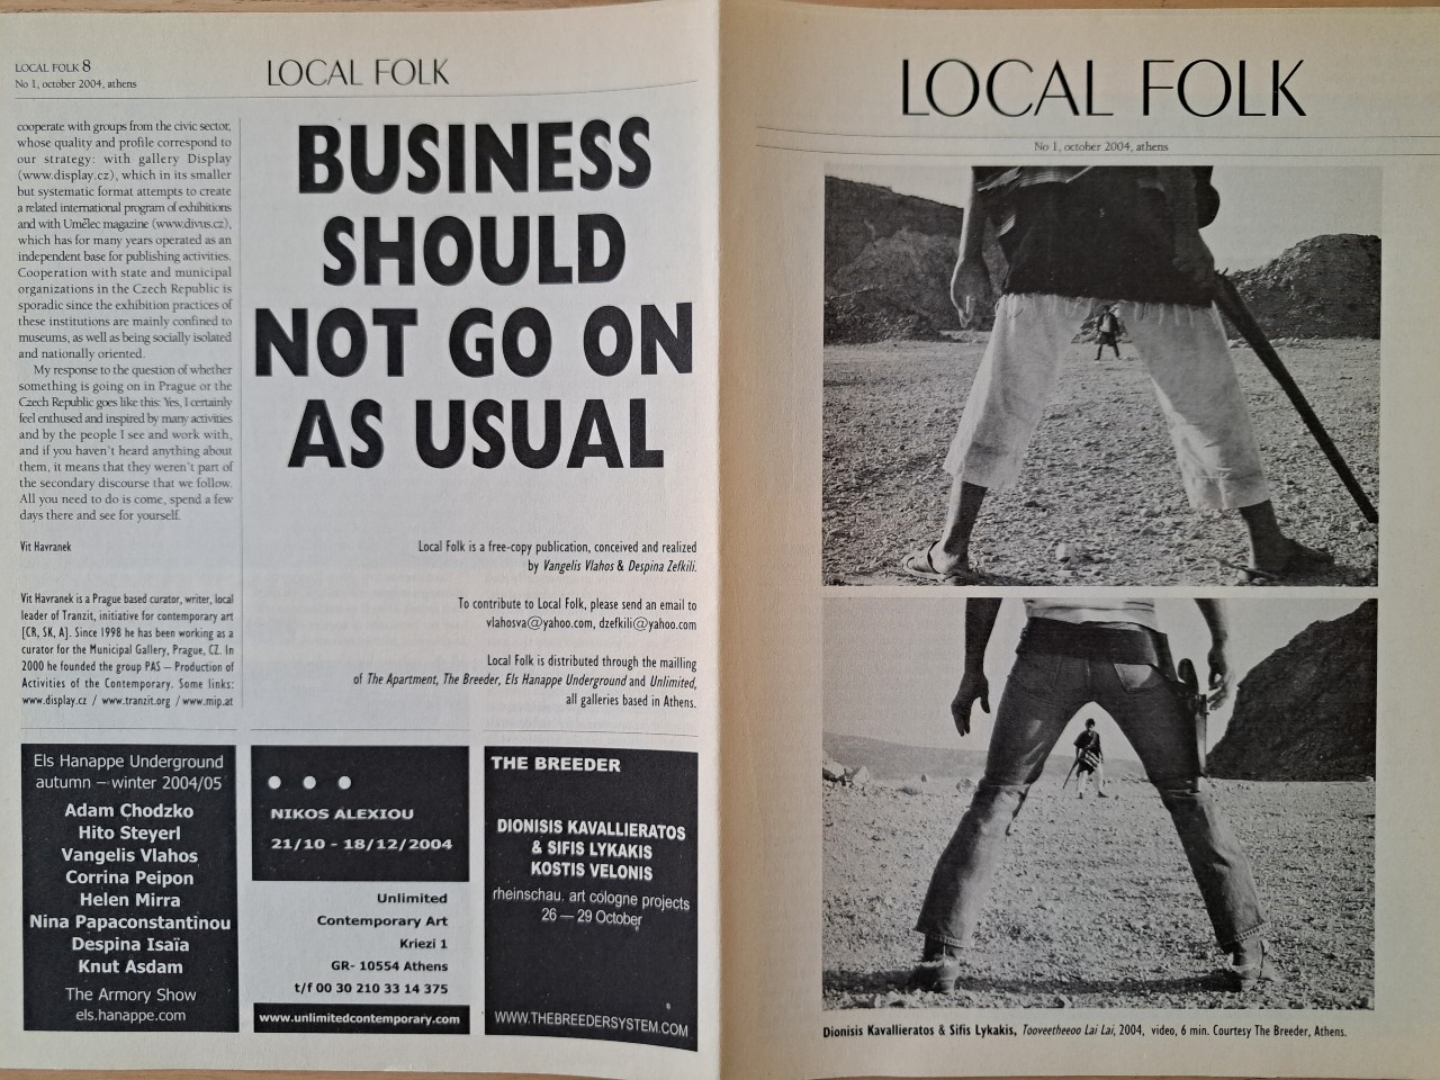 LOCAL FOLK 8
No 1, october 2004, athens
LOCAL FOLK
cooperate with groups from the civic sector,
whose quality and profile correspond to
our strategy: with gallery Display
(www.display.cz), which in its smaller
but systematic format attempts to create
a related international program of exhibitions
and with Umělec magazine (www.divus.cz),
which has for many years operated as an
independent base for publishing activities.
Cooperation with state and municipal
organizations in the Czech Republic is
sporadic since the exhibition practices of
these institutions are mainly confined to
museums, as well as being socially isolated
and nationally oriented.
My response to the question of whether
something is going on in Prague or the
Czech Republic goes like this: Yes, I certainly
feel enthused and inspired by many activities
and by the people I see and work with,
and if you haven't heard anything about
them, it means that they weren't part of
the secondary discourse that we follow.
All you need to do is come, spend a few
days there and see for yourself.
Vit Havranek
Vit Havranek is a Prague based curator, writer, local
leader of Tranzit, initiative for contemporary art
[CR, SK, A]. Since 1998 he has been working as a
curator for the Municipal Gallery, Prague, CZ. In
2000 he founded the group PAS – Production of
Activities of the Contemporary. Some links:
www.display.cz / www.tranzit.org / www.mip.at
BUSINESS
SHOULD
NOT GO ON
AS USUAL
Local Folk is a free-copy publication, conceived and realized
by Vangelis Vlahos & Despina Zefkili.
To contribute to Local Folk, please send an email to
vlahosva@yahoo.com, dzefkili@yahoo.com
Local Folk is distributed through the mailling
of The Apartment, The Breeder, Els Hanappe Underground and Unlimited,
all galleries based in Athens.
Els Hanappe Underground
autumn – winter 2004/05
Adam Chodzko
Hito Steyerl
Vangelis Vlahos
Corrina Peipon
Helen Mirra
Nina Papaconstantinou
Despina Isaïa
Knut Asdam
The Armory Show
els.hanappe.com
NIKOS ALEXIOU
21/10 - 18/12/2004
Unlimited
Contemporary Art
Kriezi 1
GR- 10554 Athens
t/f 00 30 210 33 14 375
www.unlimitedcontemporary.com
THE BREEDER
DIONISIS KAVALLIERATOS
& SIFIS LYKAKIS
KOSTIS VELONIS
rheinschau. art cologne projects
26 — 29 October
WWW.THEBREEDERSYSTEM.COM
LOCAL FOLK
No 1, october 2004, athens
Dionisis Kavallieratos & Sifis Lykakis, Tooveetheeoo Lai Lai, 2004, video, 6 min. Courtesy The Breeder, Athens.